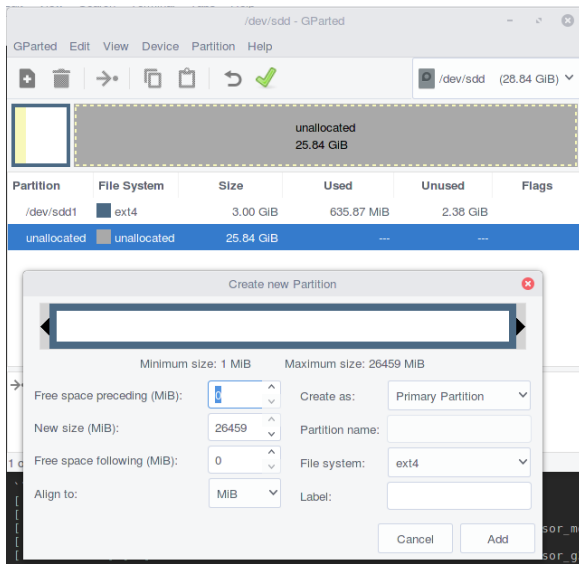 /dev/sdd - GParted
GParted Edit View Device Partition Help
/dev/sdd (28.84 GiB)
unallocated
25.84 GiB
Partition File System Size Used Unused Flags
/dev/sdd1 ext4 3.00 GiB 635.87 MiB 2.38 GiB
unallocated unallocated 25.84 GiB --- ---
Create new Partition
Minimum size: 1 MiB Maximum size: 26459 MiB
Free space preceding (MiB): 0 Create as: Primary Partition
New size (MiB): 26459 Partition name:
Free space following (MiB): 0 File system: ext4
Align to: MiB Label:
Cancel Add